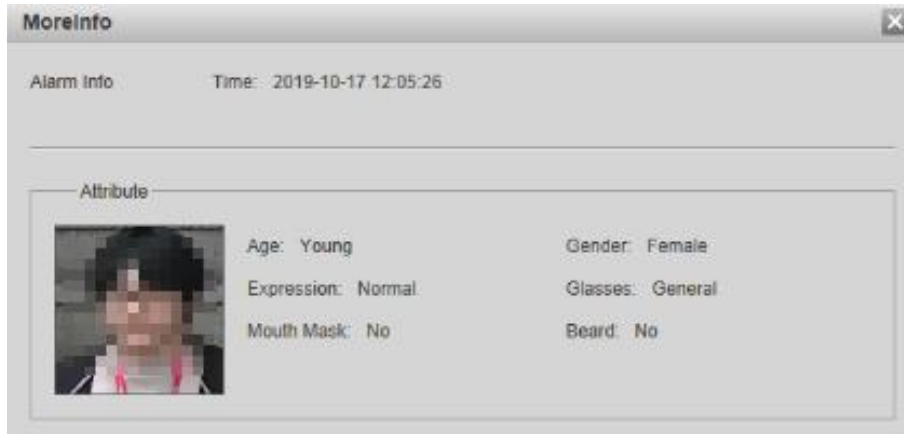 MoreInfo
Alarm Info Time: 2019-10-17 12:05:26
Attribute
Age: Young Gender: Female
Expression: Normal Glasses: General
Mouth Mask: No Beard: No